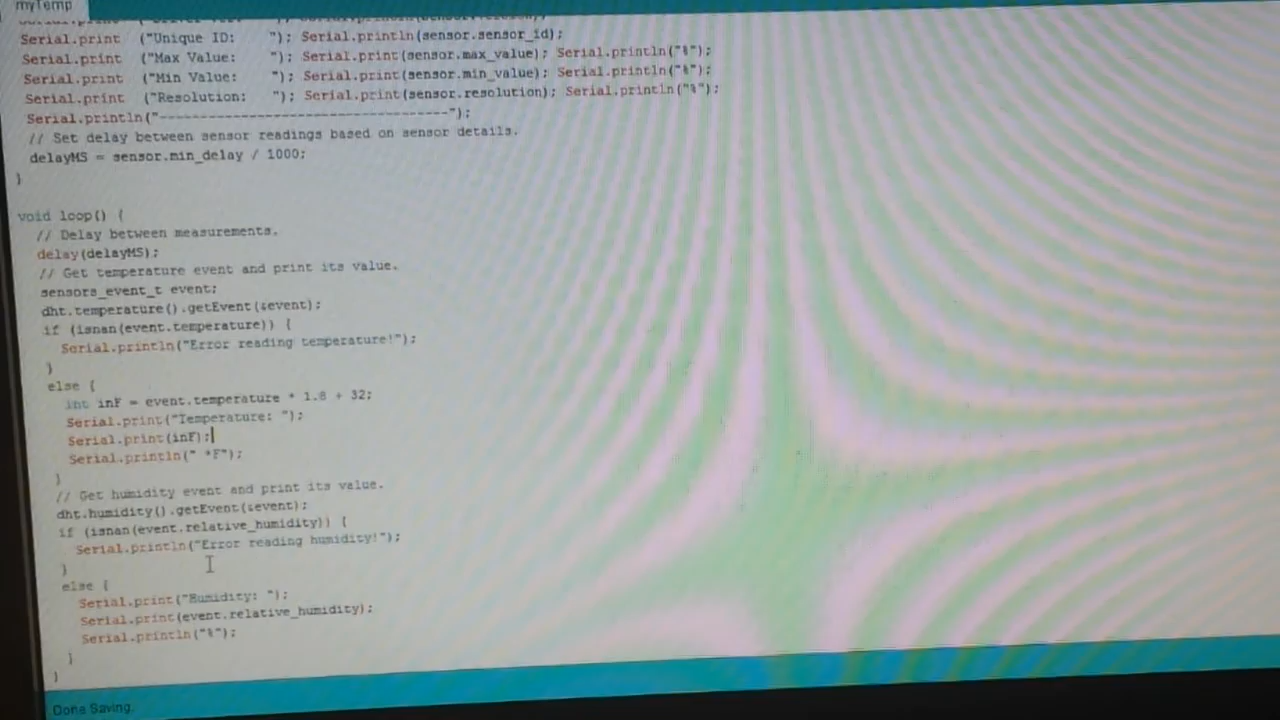 myTemp
Serial.print  ("Unique ID:    "); Serial.println(sensor.sensor_id);
Serial.print  ("Max Value:    "); Serial.print(sensor.max_value); Serial.println("%");
Serial.print  ("Min Value:    "); Serial.print(sensor.min_value); Serial.println("%");
Serial.print  ("Resolution:   "); Serial.print(sensor.resolution); Serial.println("%");
Serial.println("------------------------------------");
// Set delay between sensor readings based on sensor details.
delayMS = sensor.min_delay / 1000;
}
void loop() {
// Delay between measurements.
delay(delayMS);
// Get temperature event and print its value.
sensors_event_t event;
dht.temperature().getEvent(&event);
if (isnan(event.temperature)) {
Serial.println("Error reading temperature!");
}
else {
int inF = event.temperature * 1.8 + 32;
Serial.print("Temperature: ");
Serial.print(inF);
Serial.println(" *F");
}
// Get humidity event and print its value.
dht.humidity().getEvent(&event);
if (isnan(event.relative_humidity)) {
Serial.println("Error reading humidity!");
}
else {
Serial.print("Humidity: ");
Serial.print(event.relative_humidity);
Serial.println("%");
}
}
Done Saving.